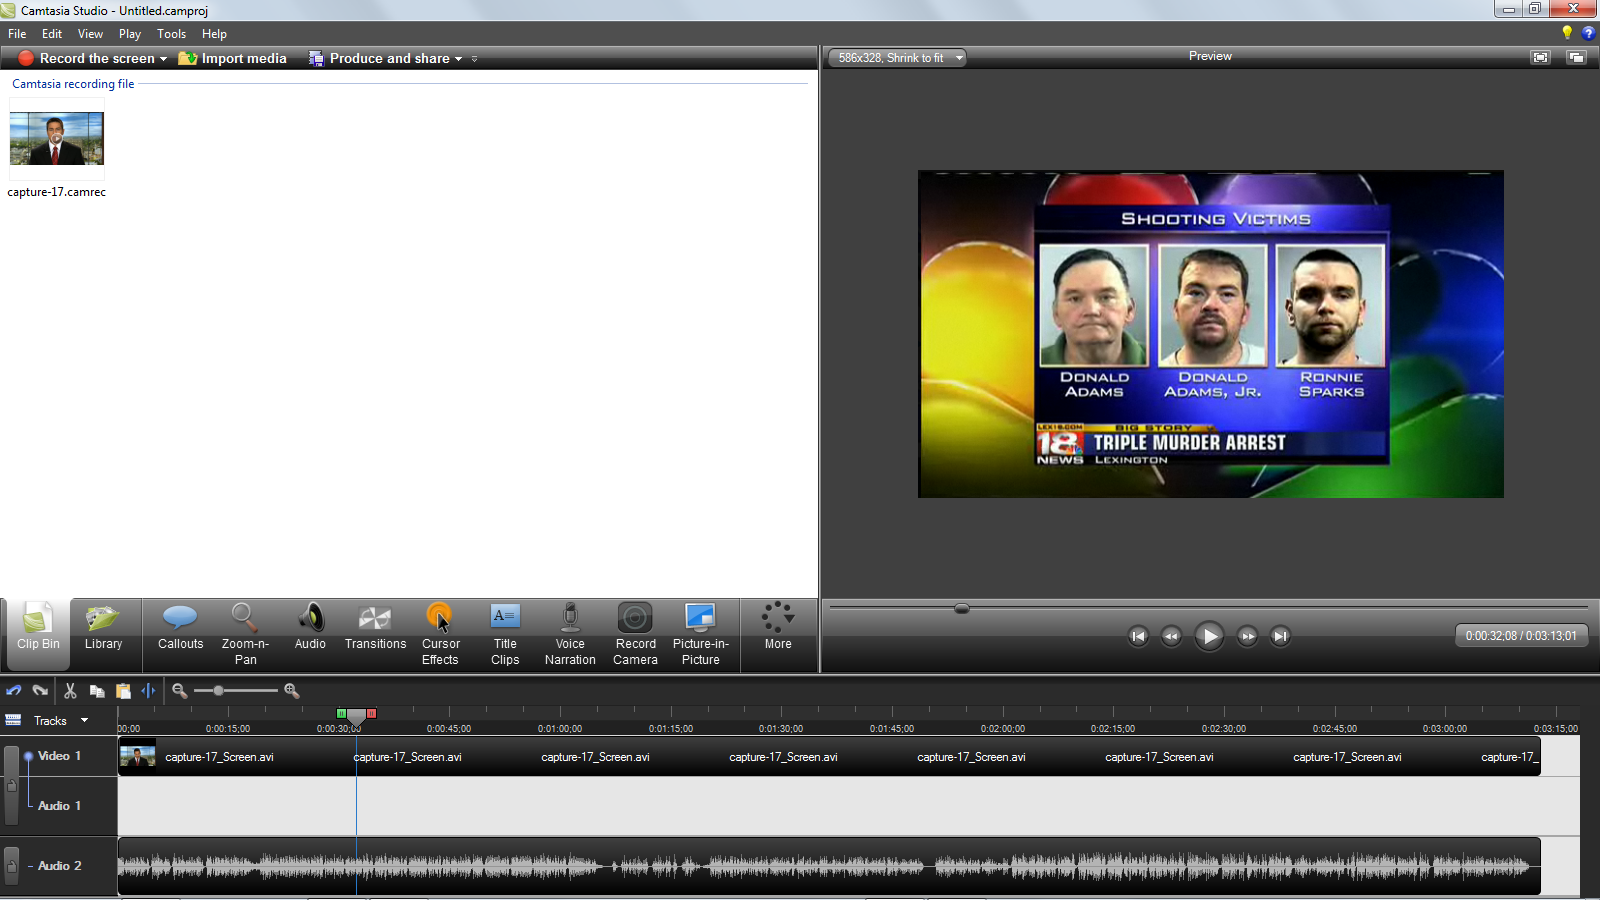 Camtasia Studio - Untitled.camproj
File Edit View Play Tools Help
Record the screen Import media Produce and share
586x328, Shrink to fit
Preview
Camtasia recording file
capture-17.camrec
SHOOTING VICTIMS
DONALD ADAMS
DONALD ADAMS, JR.
RONNIE SPARKS
LEX18.COM
BIG STORY
18
TRIPLE MURDER ARREST
NEWS
LEXINGTON
Clip Bin
Library
Callouts
Zoom-n-
Pan
Audio
Transitions
Cursor
Effects
Title
Clips
Voice
Narration
Record
Camera
Picture-in-
Picture
More
0:00:32;08 / 0:03:13;01
Tracks
00;00 0:00:15;00 0:00:30;00 0:00:45;00 0:01:00;00 0:01:15;00 0:01:30;00 0:01:45;00 0:02:00;00 0:02:15;00 0:02:30;00 0:02:45;00 0:03:00;00 0:03:15;00
Video 1
capture-17_Screen.avi capture-17_Screen.avi capture-17_Screen.avi capture-17_Screen.avi capture-17_Screen.avi capture-17_Screen.avi capture-17_Screen.avi capture-17_
Audio 1
Audio 2